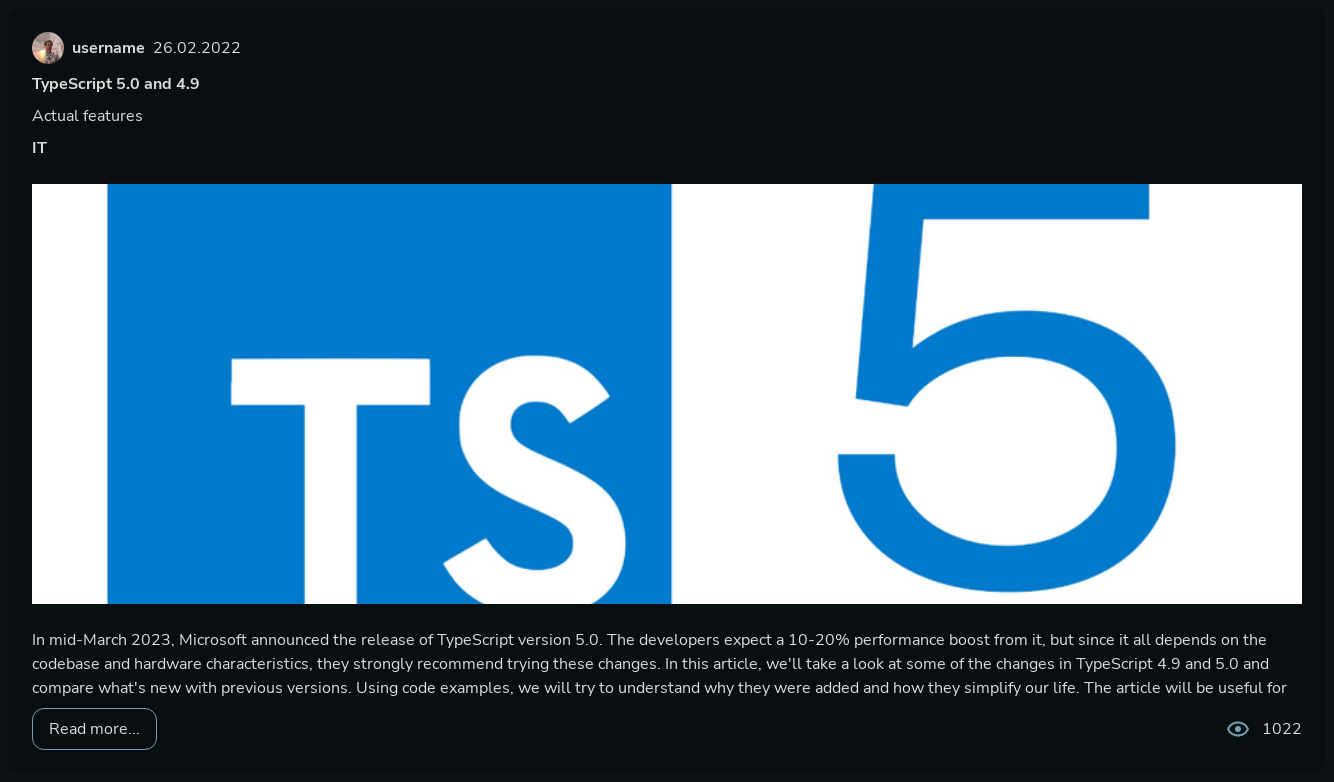 username 26.02.2022
TypeScript 5.0 and 4.9
Actual features
IT
TS 5
In mid-March 2023, Microsoft announced the release of TypeScript version 5.0. The developers expect a 10-20% performance boost from it, but since it all depends on the
codebase and hardware characteristics, they strongly recommend trying these changes. In this article, we'll take a look at some of the changes in TypeScript 4.9 and 5.0 and
compare what's new with previous versions. Using code examples, we will try to understand why they were added and how they simplify our life. The article will be useful for
Read more... 1022